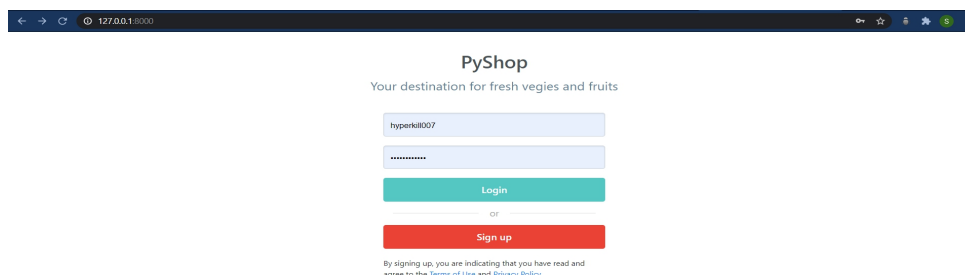 127.0.0.1:8000
S
PyShop
Your destination for fresh vegies and fruits
hyperkill007
••••••••••••
Login
or
Sign up
By signing up, you are indicating that you have read and
agree to the Terms of Use and Privacy Policy